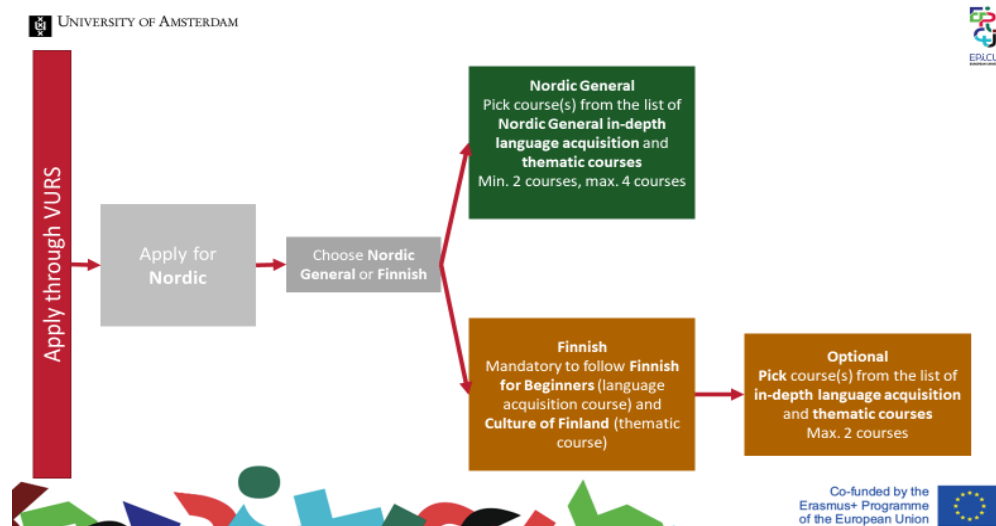 UNIVERSITY OF AMSTERDAM
EPICUR
Apply through VURS
Apply for
Nordic
Choose Nordic
General or Finnish
Nordic General
Pick course(s) from the list of
Nordic General in-depth
language acquisition and
thematic courses
Min. 2 courses, max. 4 courses
Finnish
Mandatory to follow Finnish
for Beginners (language
acquisition course) and
Culture of Finland (thematic
course)
Optional
Pick course(s) from the list of
in-depth language acquisition
and thematic courses
Max. 2 courses
Co-funded by the
Erasmus+ Programme
of the European Union